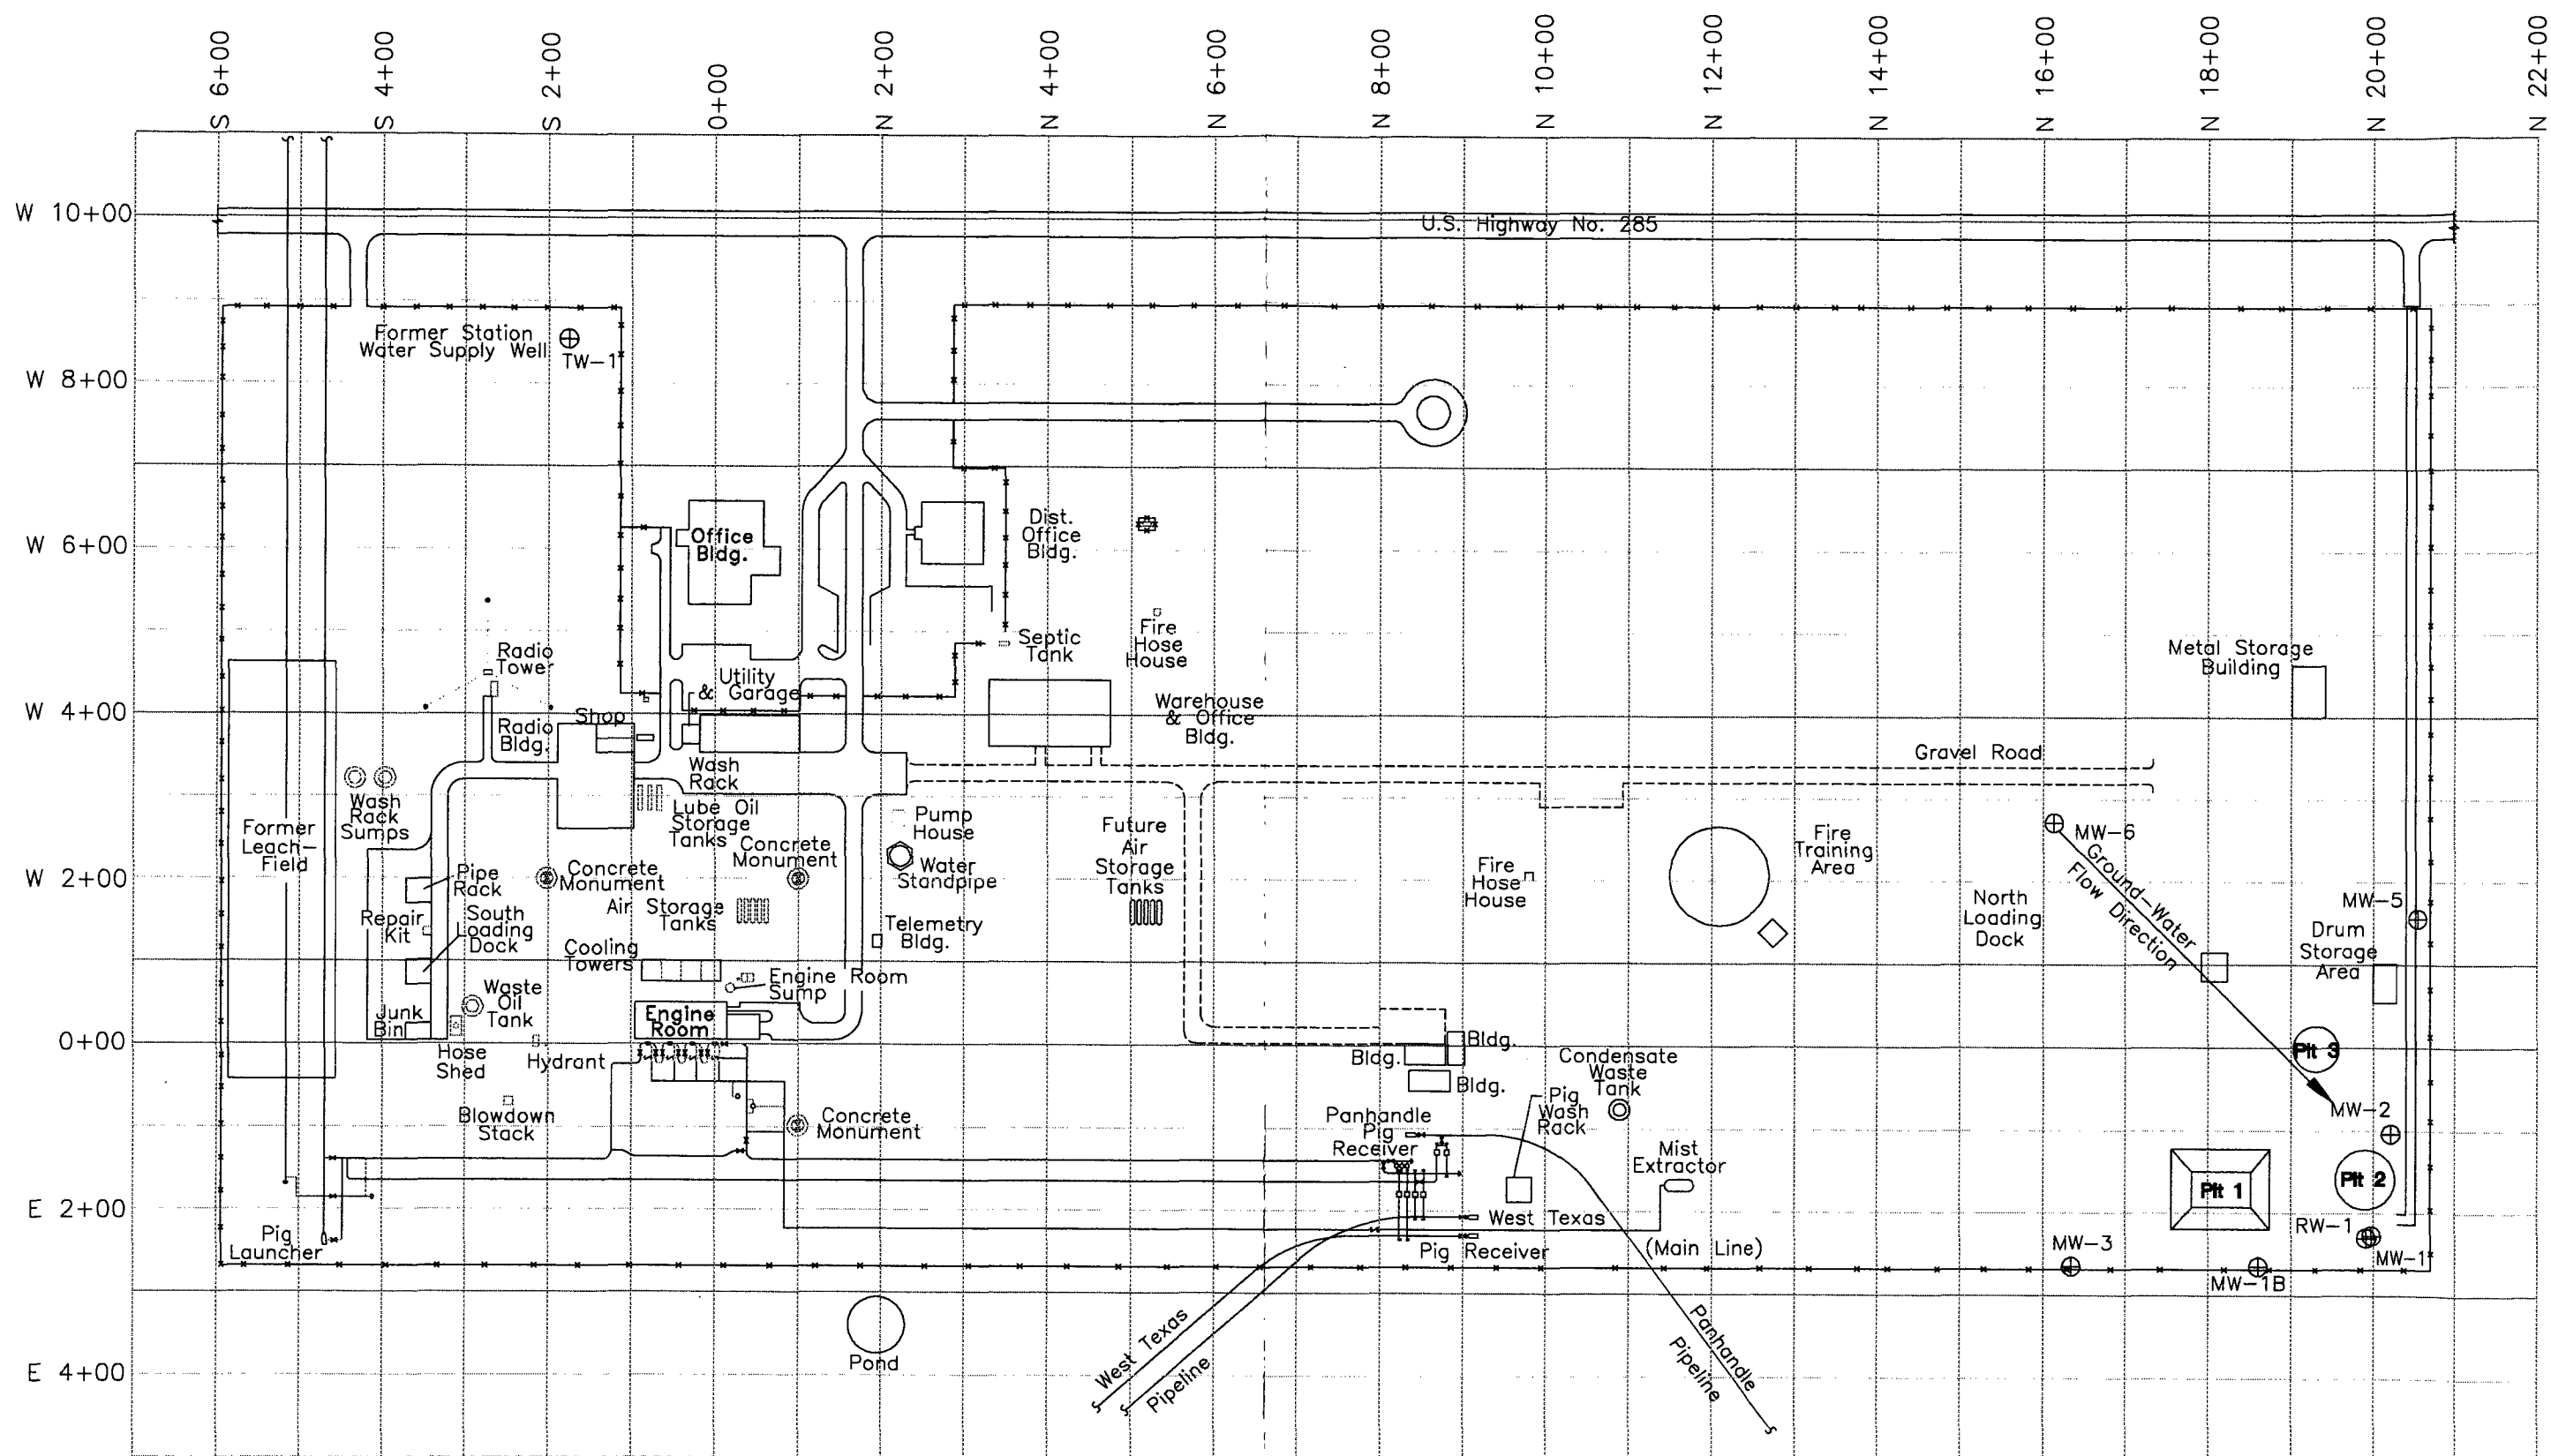 S 6+00
S 4+00
S 2+00
0+00
N 2+00
N 4+00
N 6+00
N 8+00
N 10+00
N 12+00
N 14+00
N 16+00
N 18+00
N 20+00
N 22+00
W 10+00
U.S. Highway No. 285
Former Station
Water Supply Well
TW-1
W 8+00
W 6+00
Office
Bldg.
Dist.
Office
Bldg.
Radio
Tower
Septic
Tank
Fire
Hose
House
Metal Storage
Building
Utility
& Garage
W 4+00
Shop
Radio
Bldg.
Warehouse
& Office
Bldg.
Gravel Road
Wash
Rack
Wash
Rack
Sumps
Lube Oil
Storage
Tanks
Pump
House
Former
Leach-
Field
Future
Air
Storage
Tanks
Fire
Training
Area
MW-6
Ground-Water
Flow Direction
Concrete
Monument
Water
Standpipe
W 2+00
Pipe
Rack
Concrete
Monument
Fire
Hose
House
North
Loading
Dock
MW-5
Drum
Storage
Area
Repair
Kit
South
Loading
Dock
Air Storage
Tanks
Telemetry
Bldg.
Cooling
Towers
Engine Room
Sump
Waste
Oil
Tank
Junk
Bin
Engine
Room
0+00
Hose
Shed
Hydrant
Bldg.
Bldg.
Bldg.
Condensate
Waste
Tank
Pit 3
Blowdown
Stack
Concrete
Monument
Panhandle
Pig
Receiver
Pig
Wash
Rack
MW-2
Mist
Extractor
Pit 1
Pit 2
E 2+00
Pig
Launcher
West Texas
Pig Receiver
(Main Line)
RW-1
MW-3
MW-1
MW-1B
Pond
West Texas
Pipeline
Panhandle
Pipeline
E 4+00